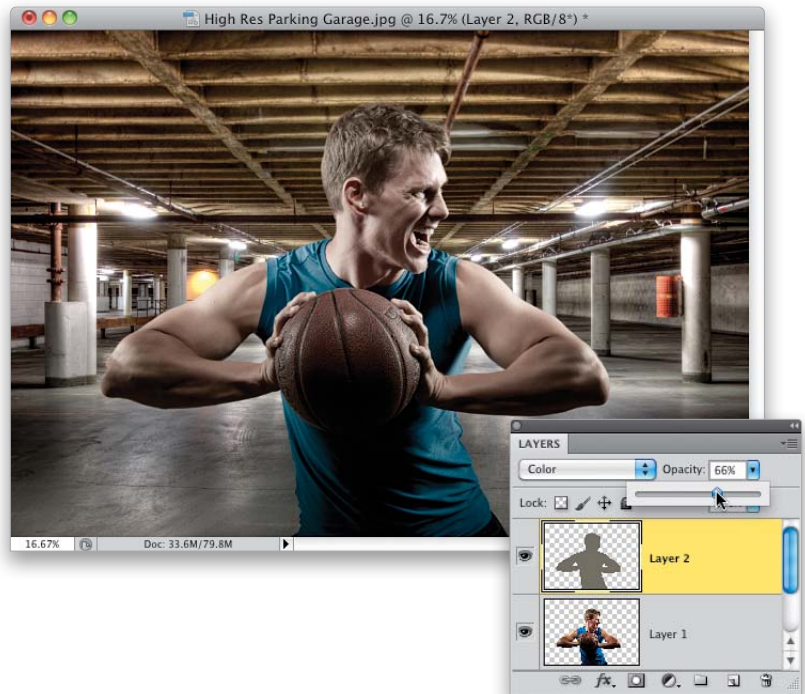 High Res Parking Garage.jpg @ 16.7% (Layer 2, RGB/8*) *
16.67%
Doc: 33.6M/79.8M
LAYERS
Color
Opacity: 66%
Lock:
Layer 2
Layer 1
fx